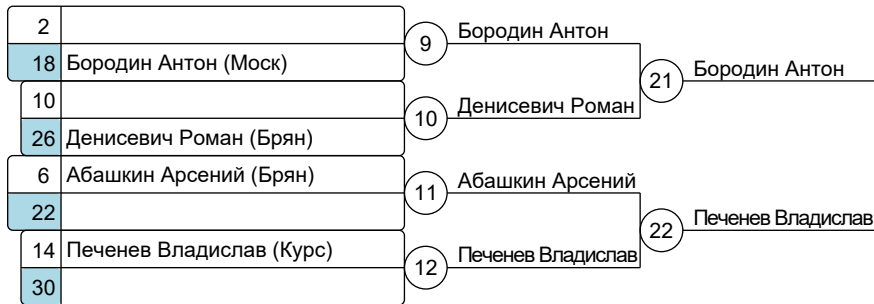 2
9
Бородин Антон
18 Бородин Антон (Моск)
21
Бородин Антон
10
10
Денисевич Роман
26 Денисевич Роман (Брян)
6 Абашкин Арсений (Брян)
11
Абашкин Арсений
22
22
Печенев Владислав
14 Печенев Владислав (Курс)
12
Печенев Владислав
30